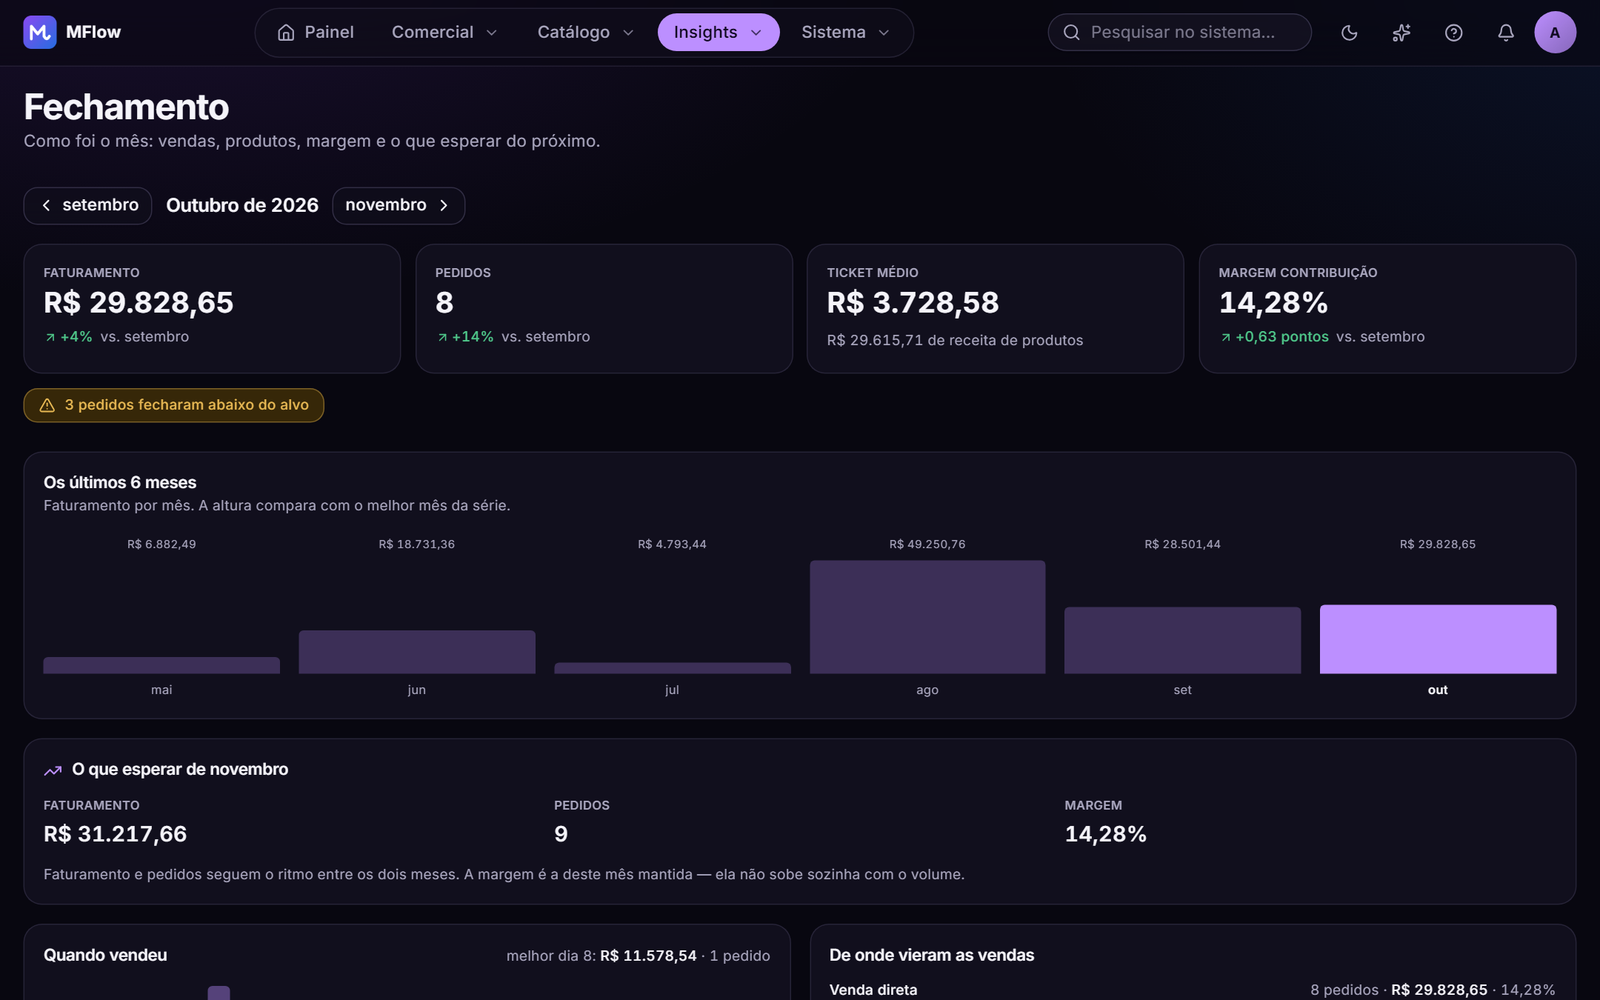 MFlow
Painel
Comercial
Catálogo
Insights
Sistema
Pesquisar no sistema...
A
Fechamento
Como foi o mês: vendas, produtos, margem e o que esperar do próximo.
setembro
Outubro de 2026
novembro
FATURAMENTO
R$ 29.828,65
+4% vs. setembro
PEDIDOS
8
+14% vs. setembro
TICKET MÉDIO
R$ 3.728,58
R$ 29.615,71 de receita de produtos
MARGEM CONTRIBUIÇÃO
14,28%
+0,63 pontos vs. setembro
3 pedidos fecharam abaixo do alvo
Os últimos 6 meses
Faturamento por mês. A altura compara com o melhor mês da série.
R$ 6.882,49
R$ 18.731,36
R$ 4.793,44
R$ 49.250,76
R$ 28.501,44
R$ 29.828,65
mai
jun
jul
ago
set
out
O que esperar de novembro
FATURAMENTO
R$ 31.217,66
PEDIDOS
9
MARGEM
14,28%
Faturamento e pedidos seguem o ritmo entre os dois meses. A margem é a deste mês mantida — ela não sobe sozinha com o volume.
Quando vendeu
melhor dia 8: R$ 11.578,54 · 1 pedido
De onde vieram as vendas
Venda direta
8 pedidos · R$ 29.828,65 · 14,28%